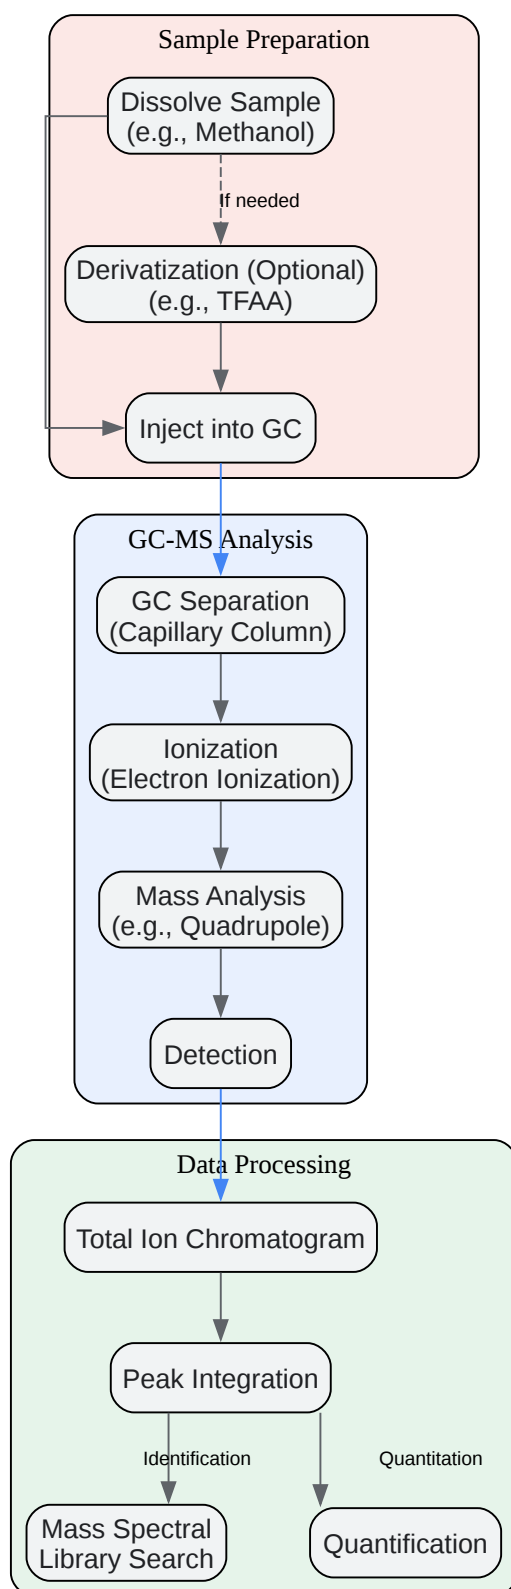 Sample Preparation
Dissolve Sample
(e.g., Methanol)
If needed
Derivatization (Optional)
(e.g., TFAA)
Inject into GC
GC-MS Analysis
GC Separation
(Capillary Column)
Ionization
(Electron Ionization)
Mass Analysis
(e.g., Quadrupole)
Detection
Data Processing
Total Ion Chromatogram
Peak Integration
Identification
Quantitation
Mass Spectral
Library Search
Quantification